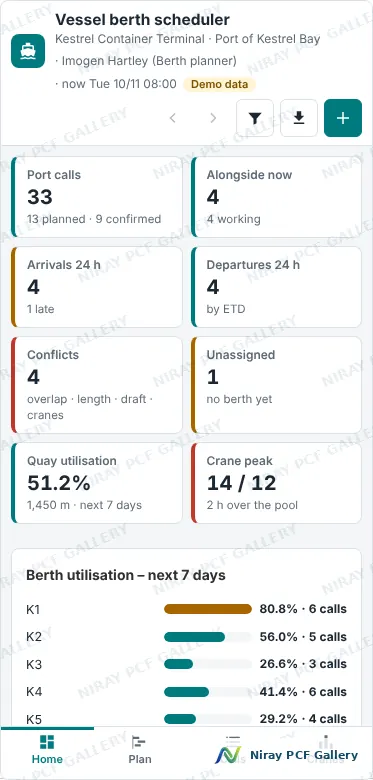 Vessel berth scheduler
Kestrel Container Terminal · Port of Kestrel Bay
· Imogen Hartley (Berth planner)
· now Tue 10/11 08:00 Demo data
Port calls
33
13 planned · 9 confirmed
Alongside now
4
4 working
Arrivals 24 h
4
1 late
Departures 24 h
4
by ETD
Conflicts
4
overlap · length · draft ·
cranes
Unassigned
1
no berth yet
Quay utilisation
51.2%
1,450 m · next 7 days
Crane peak
14 / 12
2 h over the pool
Berth utilisation – next 7 days
K1 80.8% · 6 calls
K2 56.0% · 5 calls
K3 26.6% · 3 calls
K4 41.4% · 6 calls
K5 29.2% · 4 calls
Home
Plan
Niray PCF Gallery
NIRAY PCF GALLERY